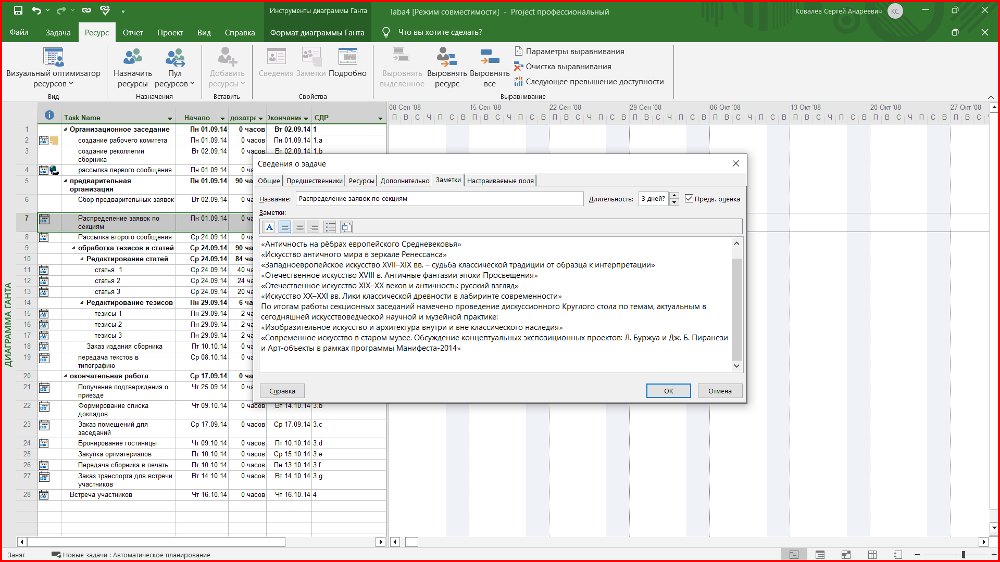 Инструменты диаграммы Ганта
laba4 [Режим совместимости] - Project профессиональный
Ковалёв Сергей Андреевич КС
Файл Задача Ресурс Отчет Проект Вид Справка Формат диаграммы Ганта Что вы хотите сделать?
Визуальный оптимизатор ресурсов
Вид
Назначить ресурсы
Пул ресурсов
Назначения
Добавить ресурсы
Вставить
Сведения Заметки Подробно
Свойства
Выровнять выделенное
Выровнять ресурс
Выровнять все
Параметры выравнивания
Очистка выравнивания
Следующее превышение доступности
Выравнивание
08 Сен '08 15 Сен '08 22 Сен '08 29 Сен '08 06 Окт '08 13 Окт '08 20 Окт '08 27 Окт '08
П В С Ч П С В П В С Ч П С В П В С Ч П С В П В С Ч П С В П В С Ч П С В П В С Ч П С В П В С Ч П С В П В С
Task Name Начало дозатра Окончание СДР
1 Организационное заседание Пн 01.09.14 0 часов Вт 02.09.14 1
2 создание рабочего комитета Пн 01.09.14 0 часов Пн 01.09.14 1.a
3 создание реколлегии сборника Вт 02.09.14 0 часов Вт 02.09.14 1.b
4 рассылка первого сообщения Пн 01.09.14 0 ча
5 предварительная организация Пн 01.09.14 90 ча
6 Сбор предварительных заявок Вт 02.09.14 0 ча
7 Распределение заявок по секциям Пн 01.09.14 0 ча
8 Рассылка второго сообщения Ср 24.09.14 0 ча
9 обработка тезисов и статей Ср 24.09.14 90 ча
10 Редактирование статей Ср 24.09.14 84 ча
11 статья 1 Ср 24.09.14 40 ча
12 статья 2 Ср 24.09.14 24 ча
13 статья 3 Ср 24.09.14 20 ча
14 Редактирование тезисов Пн 29.09.14 6 ча
15 тезисы 1 Пн 29.09.14 2 ча
16 тезисы 2 Пн 29.09.14 2 ча
17 тезисы 3 Пн 29.09.14 2 ча
18 Заказ издания сборника Пт 10.10.14 0 ча
19 передача текстов в типографию Ср 08.10.14 0 ча
20 окончательная работа Ср 17.09.14 0 ча
21 Получение подтверждения о приезде Чт 25.09.14 0 ча
22 Формирование списка докладов Чт 09.10.14 0 часов Вт 14.10.14 3.b
23 Заказ помещений для заседаний Ср 17.09.14 0 часов Ср 17.09.14 3.c
24 Бронирование гостиницы Чт 09.10.14 0 часов Пт 10.10.14 3.d
25 Закупка оргматериалов Пт 10.10.14 0 часов Ср 15.10.14 3.e
26 Передача сборника в печать Пт 10.10.14 0 часов Пн 13.10.14 3.f
27 Заказ транспорта для встречи участников Вт 14.10.14 0 часов Вт 14.10.14 3.g
28 Встреча участников Чт 16.10.14 0 часов Чт 16.10.14 4
ДИАГРАММА ГАНТА
Сведения о задаче
Общие Предшественники Ресурсы Дополнительно Заметки Настраиваемые поля
Название: Распределение заявок по секциям Длительность: 3 дней? Предв. оценка
Заметки:
«Античность на рёбрах европейского Средневековья»
«Искусство античного мира в зеркале Ренессанса»
«Западноевропейское искусство XVII–XIX вв. – судьба классической традиции от образца к интерпретации»
«Отечественное искусство XVIII в. Античные фантазии эпохи Просвещения»
«Отечественное искусство XIX–XX веков и античность: русский взгляд»
«Искусство XX–XXI вв. Лики классической древности в лабиринте современности»
По итогам работы секционных заседаний намечено проведение дискуссионного Круглого стола по темам, актуальным в
сегодняшней искусствоведческой научной и музейной практике:
«Изобразительное искусство и архитектура внутри и вне классического наследия»
«Современное искусство в старом музее. Обсуждение концептуальных экспозиционных проектов: Л. Буржуа и Дж. Б. Пиранези
и Арт-объекты в рамках программы Манифеста-2014»
Справка ОК Отмена
Занят Новые задачи : Автоматическое планирование